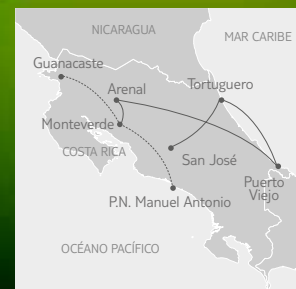 NICARAGUA
MAR CARIBE
Guanacaste
Arenal
Tortuguero
Monteverde
COSTA RICA
San José
Puerto
Viejo
P.N. Manuel Antonio
OCÉANO PACÍFICO